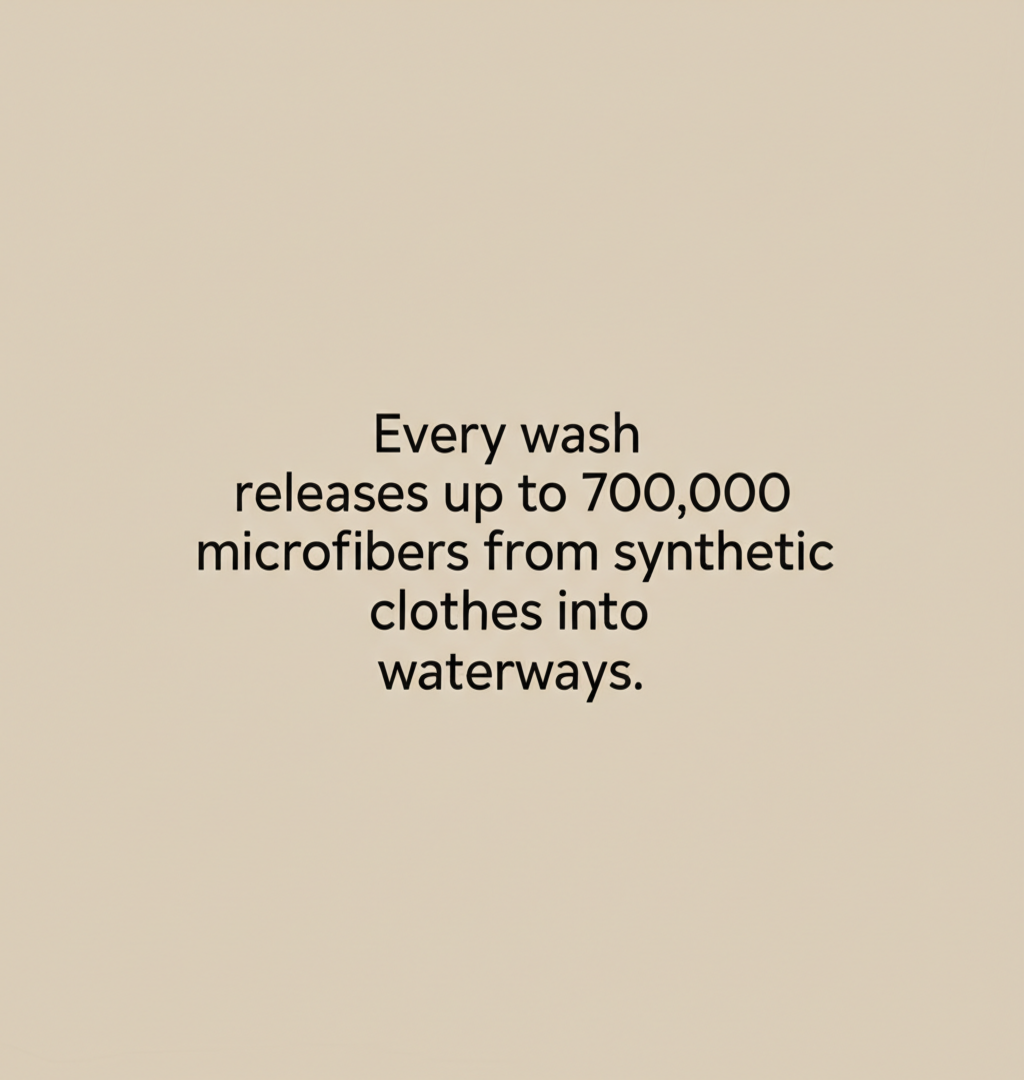 Every wash
releases up to 700,000
microfibers from synthetic
clothes into
waterways.